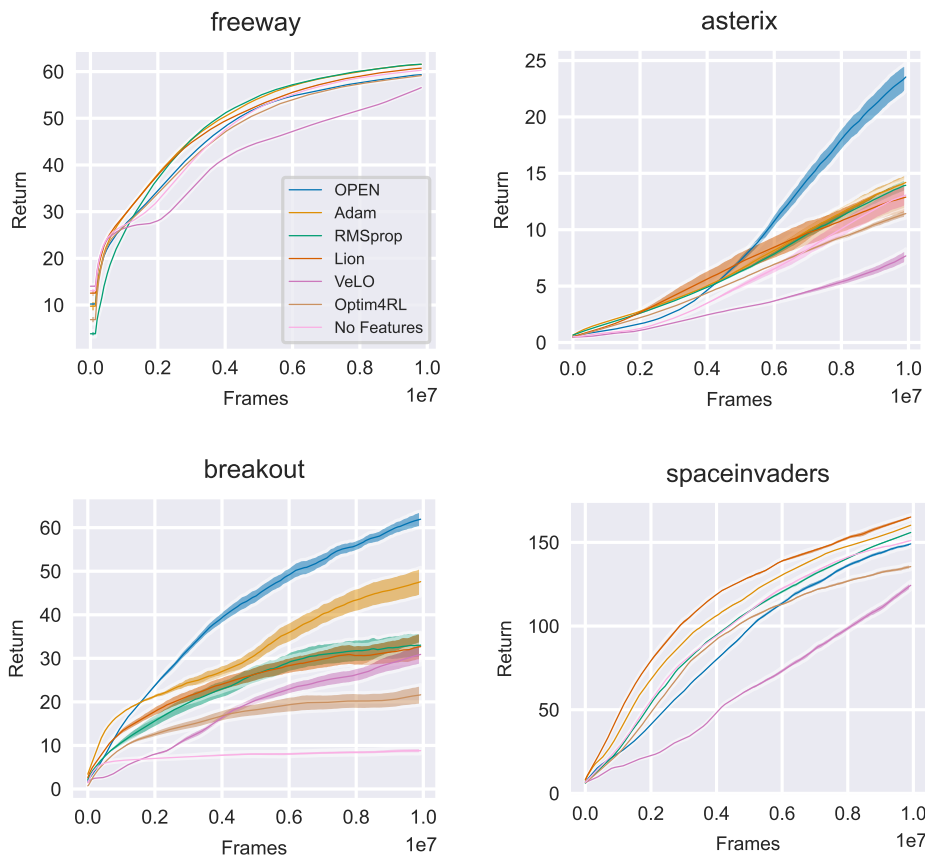 freeway
60
50
40
30
20
10
Return
0.0 0.2 0.4 0.6 0.8 1.0
1e7
Frames
OPEN
Adam
RMSprop
Lion
VeLO
Optim4RL
No Features
asterix
25
20
15
10
5
0
Return
0.0 0.2 0.4 0.6 0.8 1.0
1e7
Frames
breakout
60
50
40
30
20
10
0
Return
0.0 0.2 0.4 0.6 0.8 1.0
1e7
Frames
spaceinvaders
150
100
50
0
Return
0.0 0.2 0.4 0.6 0.8 1.0
1e7
Frames